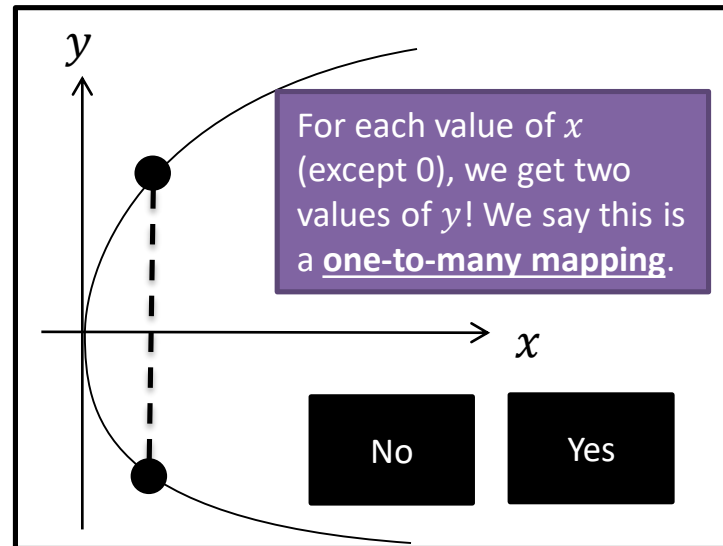 y
For each value of x
(except 0), we get two
values of y! We say this is
a one-to-many mapping.
x
No
Yes